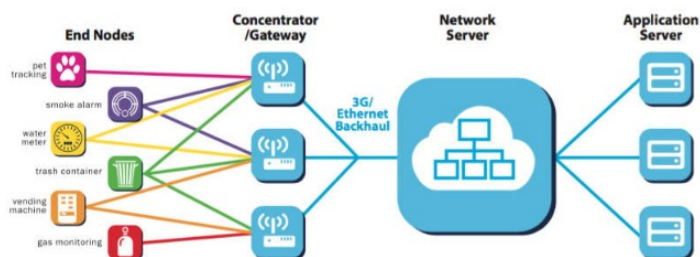 End Nodes
Concentrator
/Gateway
Network
Server
Application
Server
pet
tracking
smoke alarm
water
meter
trash container
vending
machine
gas monitoring
3G/
Ethernet
Backhaul